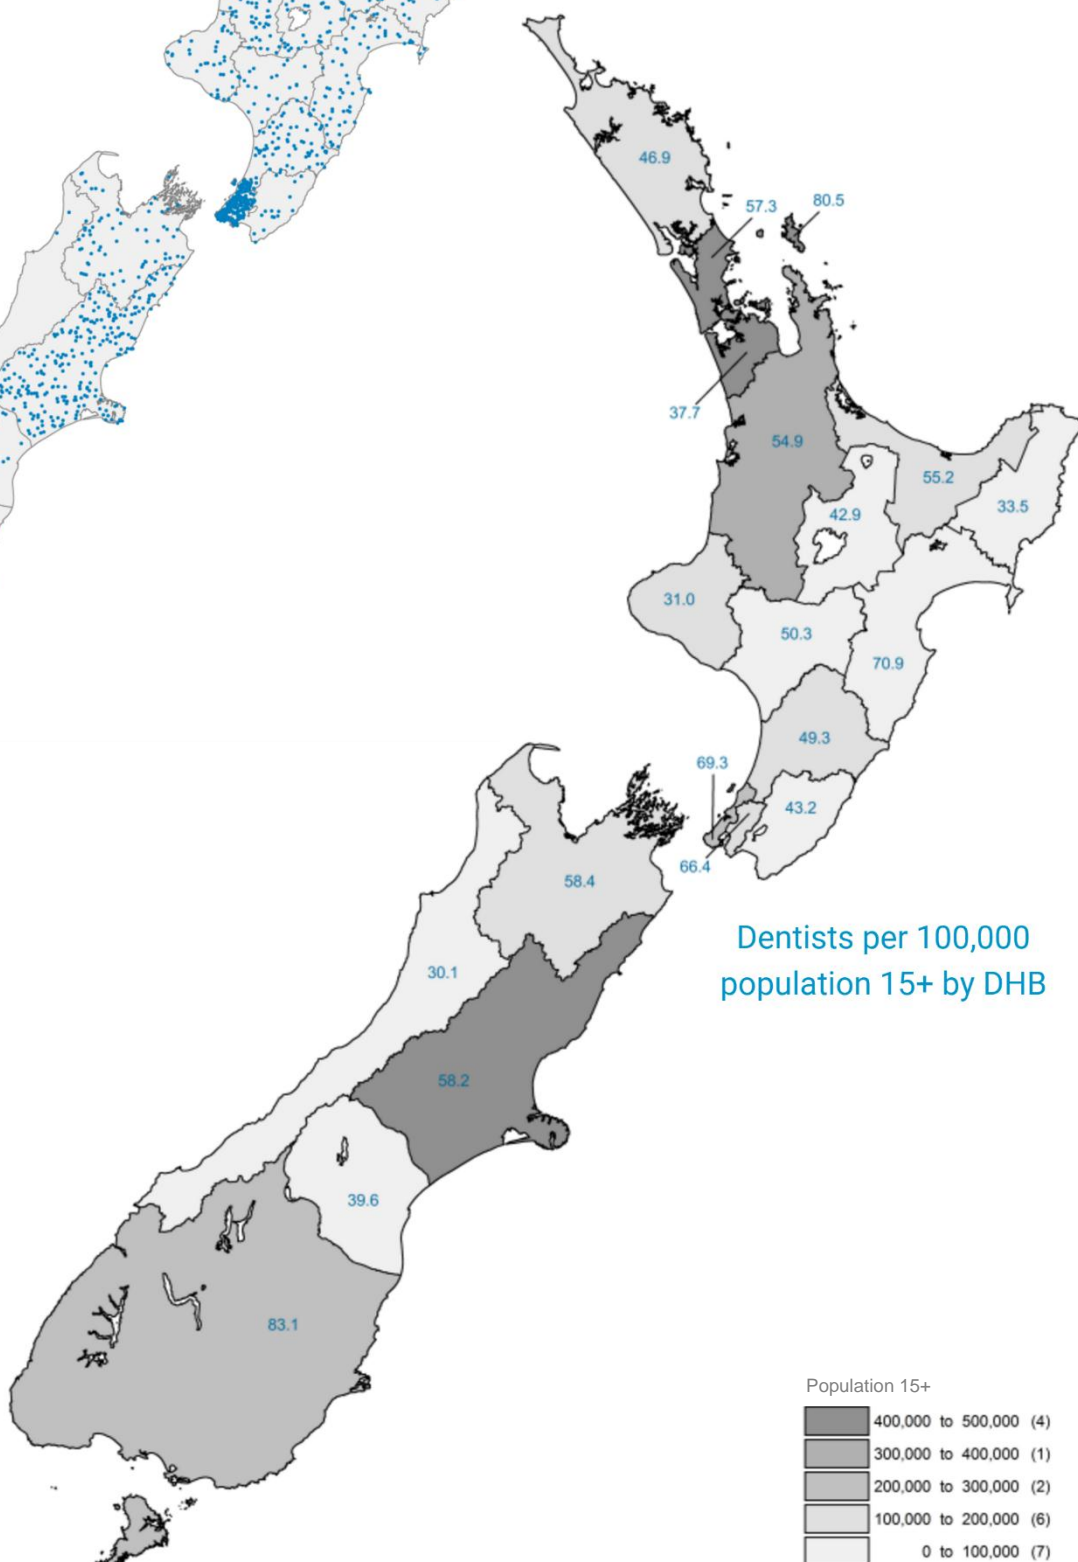 46.9
57.3
80.5
37.7
54.9
55.2
42.9
33.5
31.0
50.3
70.9
49.3
69.3
43.2
66.4
58.4
Dentists per 100,000
population 15+ by DHB
30.1
58.2
39.6
83.1
Population 15+
400,000 to 500,000 (4)
300,000 to 400,000 (1)
200,000 to 300,000 (2)
100,000 to 200,000 (6)
0 to 100,000 (7)